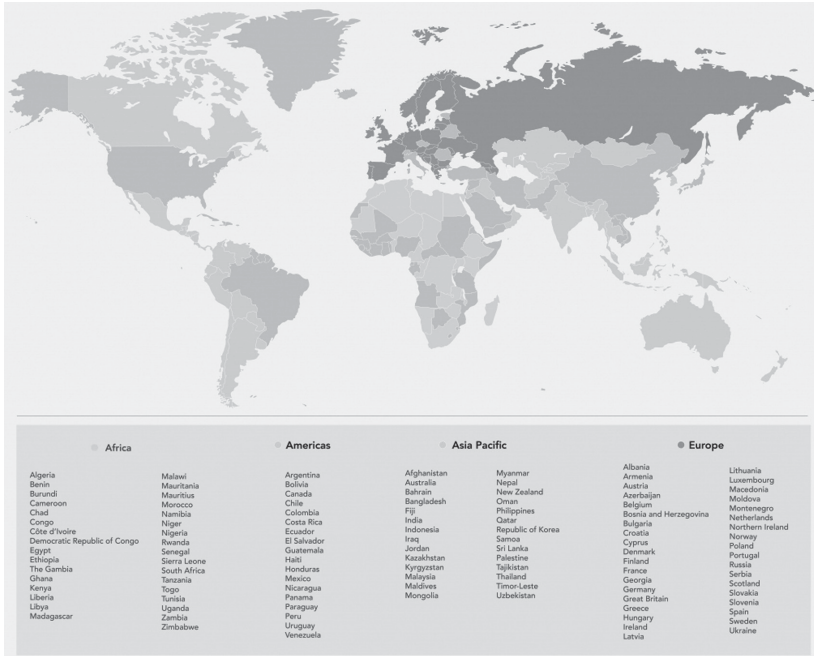 Africa
Algeria
Benin
Burundi
Cameroon
Chad
Congo
Côte d'Ivoire
Democratic Republic of Congo
Egypt
Ethiopia
The Gambia
Ghana
Kenya
Liberia
Libya
Madagascar
Malawi
Mauritania
Mauritius
Morocco
Namibia
Niger
Nigeria
Rwanda
Senegal
Sierra Leone
South Africa
Tanzania
Togo
Tunisia
Uganda
Zambia
Zimbabwe
Americas
Argentina
Bolivia
Canada
Chile
Colombia
Costa Rica
Ecuador
El Salvador
Guatemala
Haiti
Honduras
Mexico
Nicaragua
Panama
Paraguay
Peru
Uruguay
Venezuela
Asia Pacific
Afghanistan
Australia
Bahrain
Bangladesh
Fiji
India
Indonesia
Iraq
Jordan
Kazakhstan
Kyrgyzstan
Malaysia
Maldives
Mongolia
Myanmar
Nepal
New Zealand
Oman
Philippines
Qatar
Republic of Korea
Samoa
Sri Lanka
Palestine
Tajikistan
Thailand
Timor-Leste
Uzbekistan
Europe
Albania
Armenia
Austria
Azerbaijan
Belgium
Bosnia and Herzegovina
Bulgaria
Croatia
Cyprus
Denmark
Finland
France
Georgia
Germany
Great Britain
Greece
Hungary
Ireland
Latvia
Lithuania
Luxembourg
Macedonia
Moldova
Montenegro
Netherlands
Northern Ireland
Norway
Poland
Portugal
Russia
Serbia
Scotland
Slovakia
Slovenia
Spain
Sweden
Ukraine